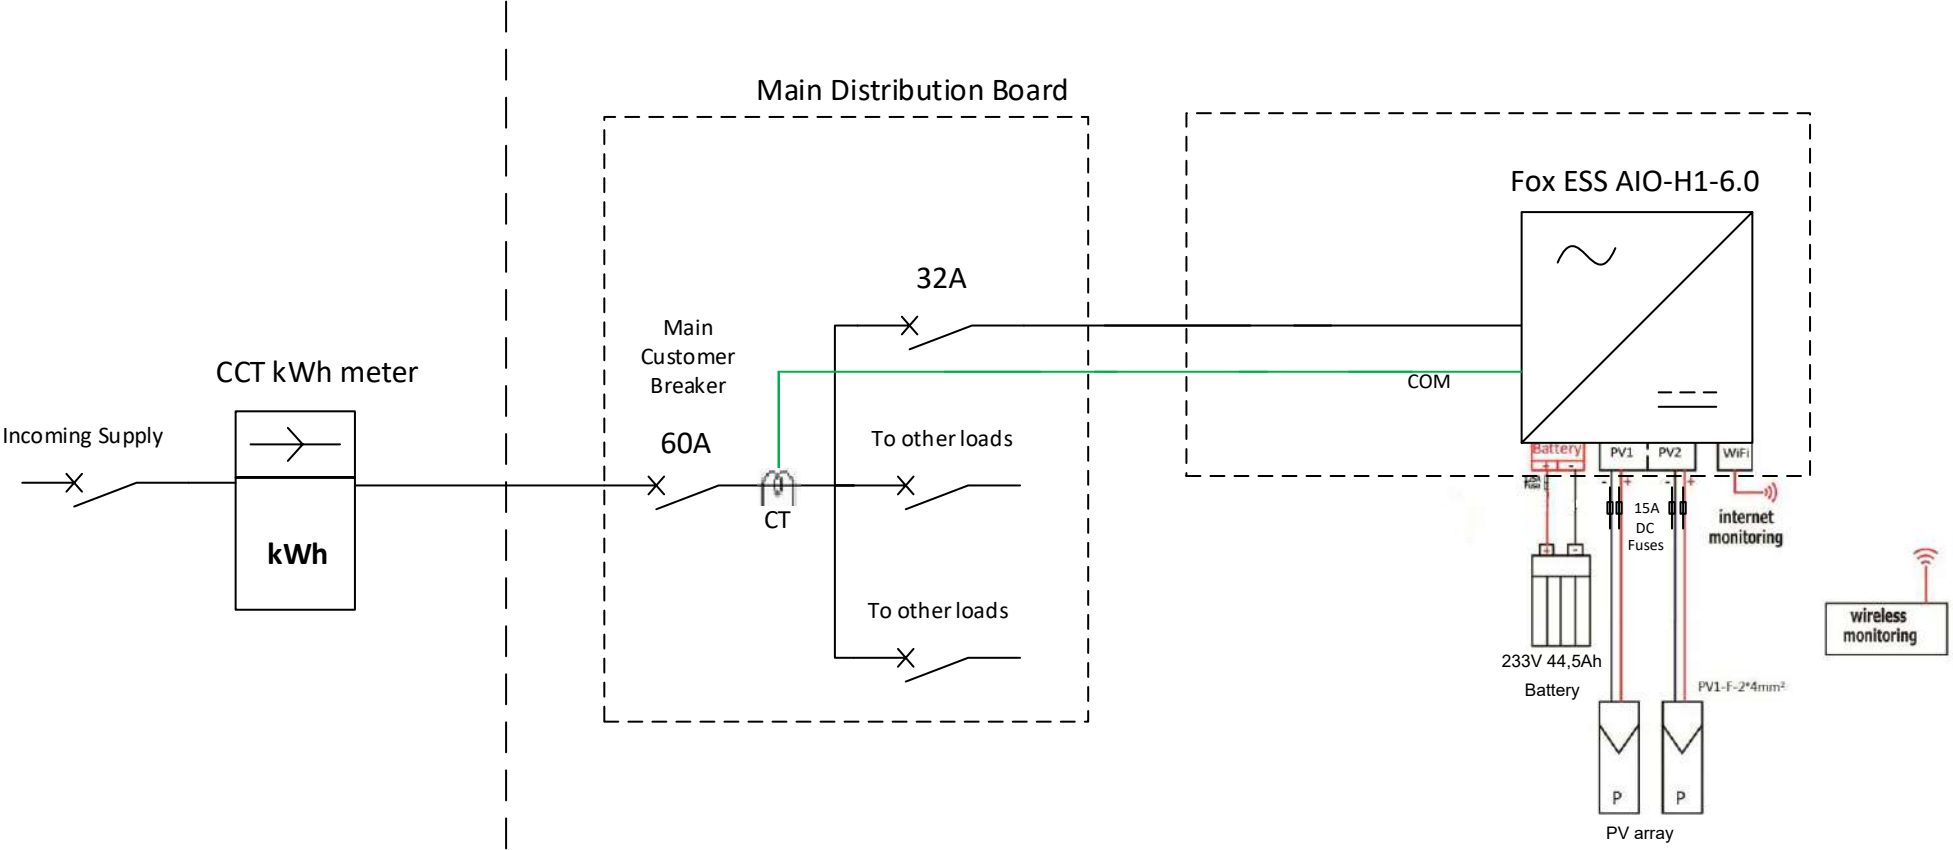 Main Distribution Board
Fox ESS AIO-H1-6.0
32A
Main
Customer
Breaker
CCT kWh meter
COM
Incoming Supply
60A
To other loads
Battery
PV1
PV2
WiFi
+
-
-
+
-
+
kWh
CT
15A
DC
Fuses
internet
monitoring
+
-
To other loads
wireless
monitoring
233V 44,5Ah
Battery
PV1-F-2*4mm²
P
P
PV array